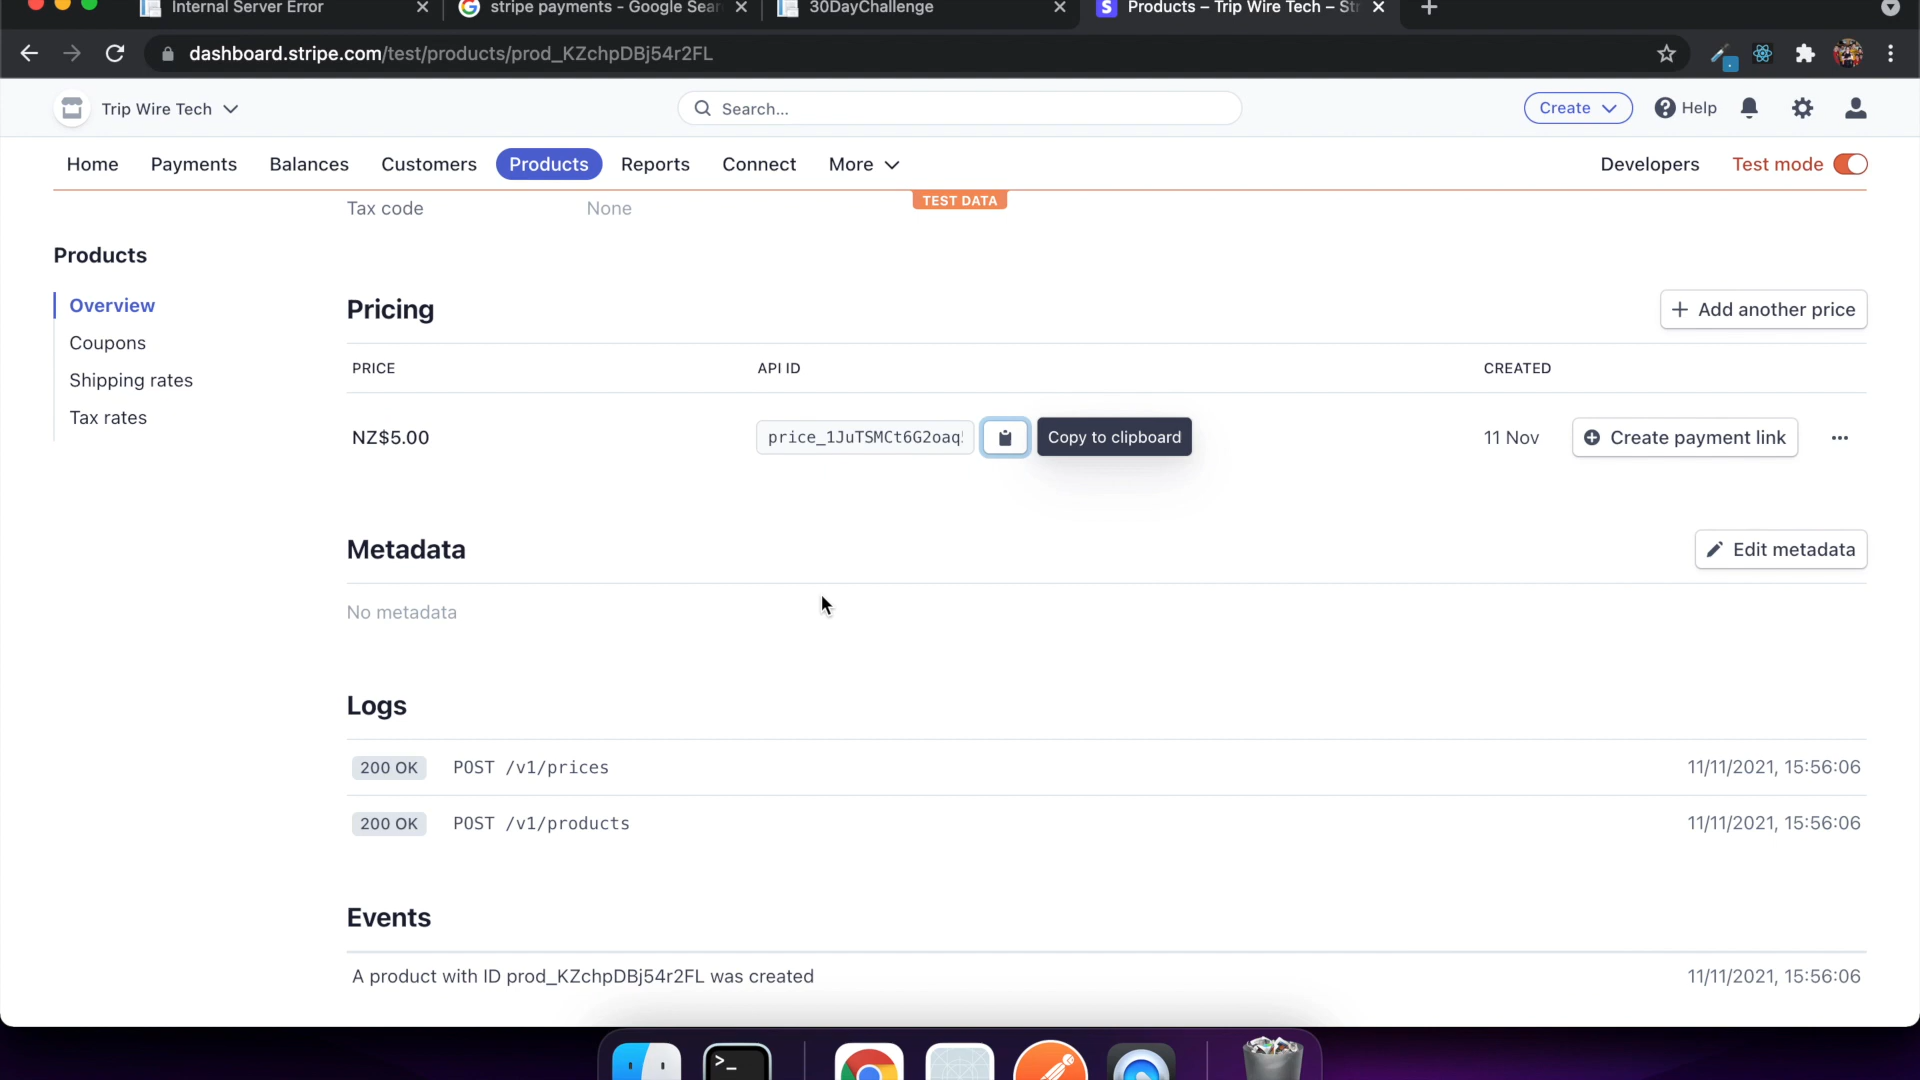 Internal Server Error
stripe payments - Google Sear
30DayChallenge
Products – Trip Wire Tech – St
dashboard.stripe.com/test/products/prod_KZchpDBj54r2FL
Trip Wire Tech
Search...
Create
Help
Home
Payments
Balances
Customers
Products
Reports
Connect
More
Developers
Test mode
TEST DATA
Tax code
None
Products
Overview
Coupons
Shipping rates
Tax rates
Pricing
Add another price
PRICE
API ID
CREATED
NZ$5.00
price_1JuTSMCt6G2oaq
Copy to clipboard
11 Nov
Create payment link
Metadata
Edit metadata
No metadata
Logs
200 OK
POST /v1/prices
11/11/2021, 15:56:06
200 OK
POST /v1/products
11/11/2021, 15:56:06
Events
A product with ID prod_KZchpDBj54r2FL was created
11/11/2021, 15:56:06